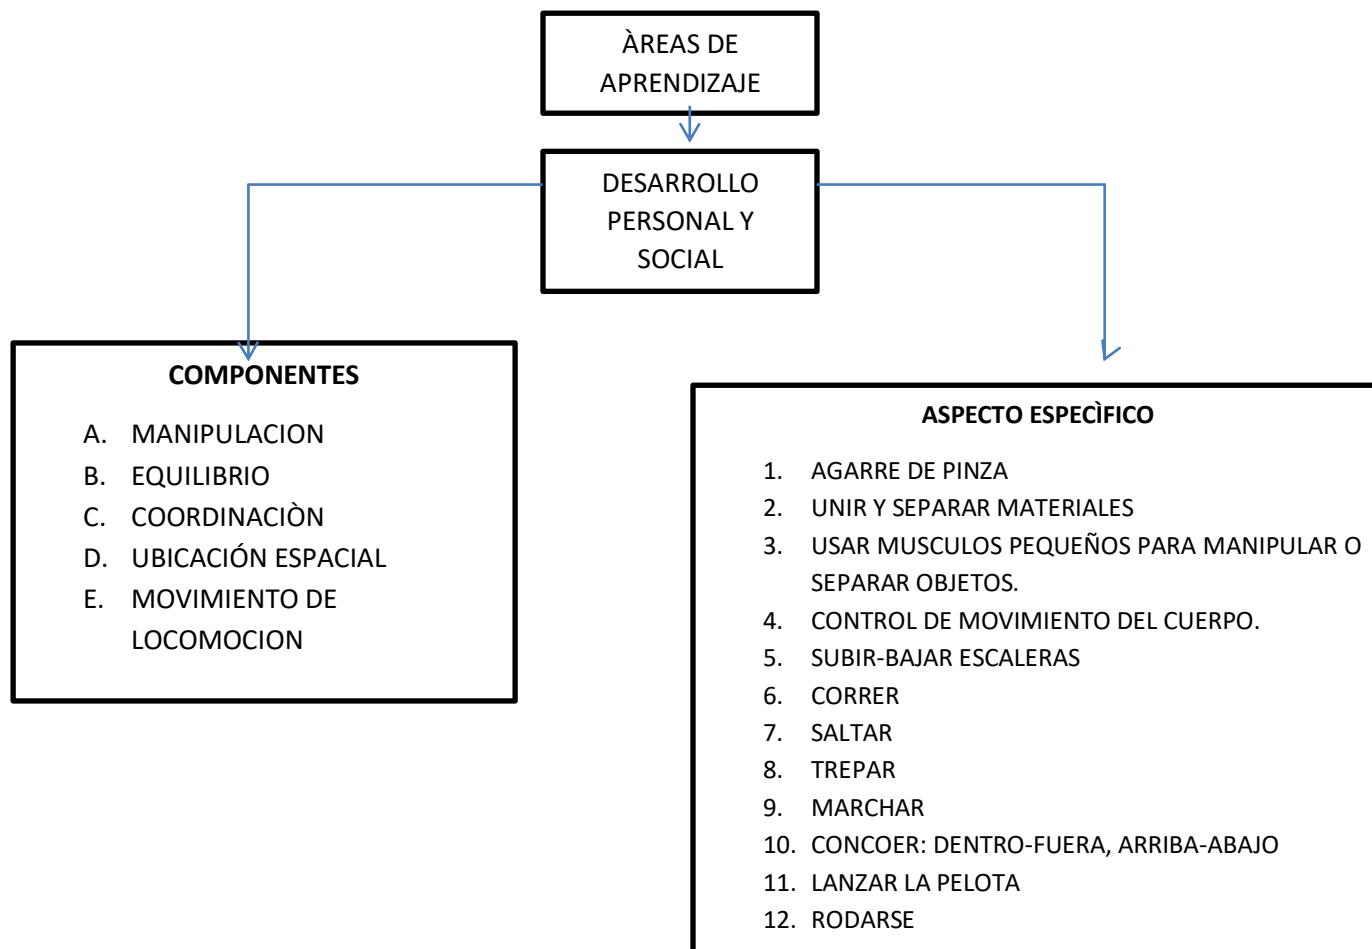 ÀREAS DE
APRENDIZAJE
DESARROLLO
PERSONAL Y
SOCIAL
COMPONENTES
A. MANIPULACION
B. EQUILIBRIO
C. COORDINACIÒN
D. UBICACIÓN ESPACIAL
E. MOVIMIENTO DE
LOCOMOCION
ASPECTO ESPECÌFICO
1. AGARRE DE PINZA
2. UNIR Y SEPARAR MATERIALES
3. USAR MUSCULOS PEQUEÑOS PARA MANIPULAR O
SEPARAR OBJETOS.
4. CONTROL DE MOVIMIENTO DEL CUERPO.
5. SUBIR-BAJAR ESCALERAS
6. CORRER
7. SALTAR
8. TREPAR
9. MARCHAR
10. CONCOER: DENTRO-FUERA, ARRIBA-ABAJO
11. LANZAR LA PELOTA
12. RODARSE